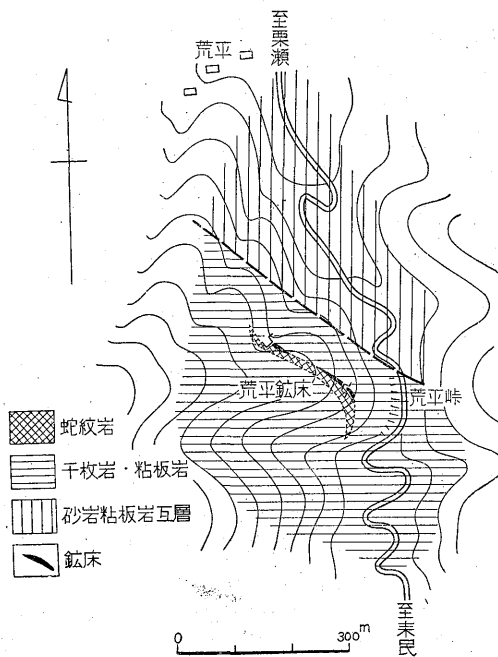 至栗瀬
荒平
荒平鉱床
荒平峠
蛇紋岩
千枚岩・粘板岩
砂岩粘板岩互層
鉱床
至来民
0 300m